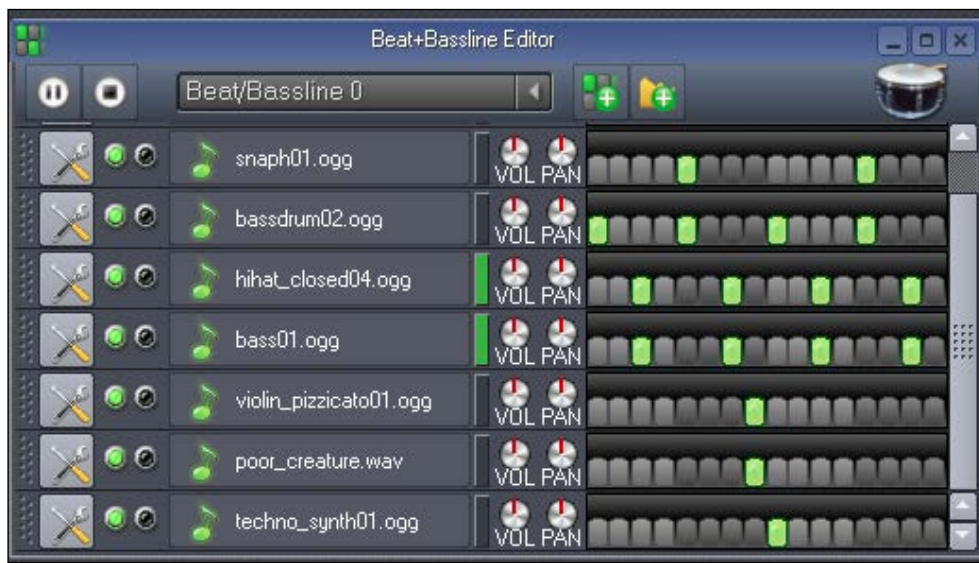 Beat+Bassline Editor
Beat/Bassline 0
snaph01.ogg
VOL PAN
bassdrum02.ogg
VOL PAN
hihat_closed04.ogg
VOL PAN
bass01.ogg
VOL PAN
violin_pizzicato01.ogg
VOL PAN
poor_creature.wav
VOL PAN
techno_synth01.ogg
VOL PAN